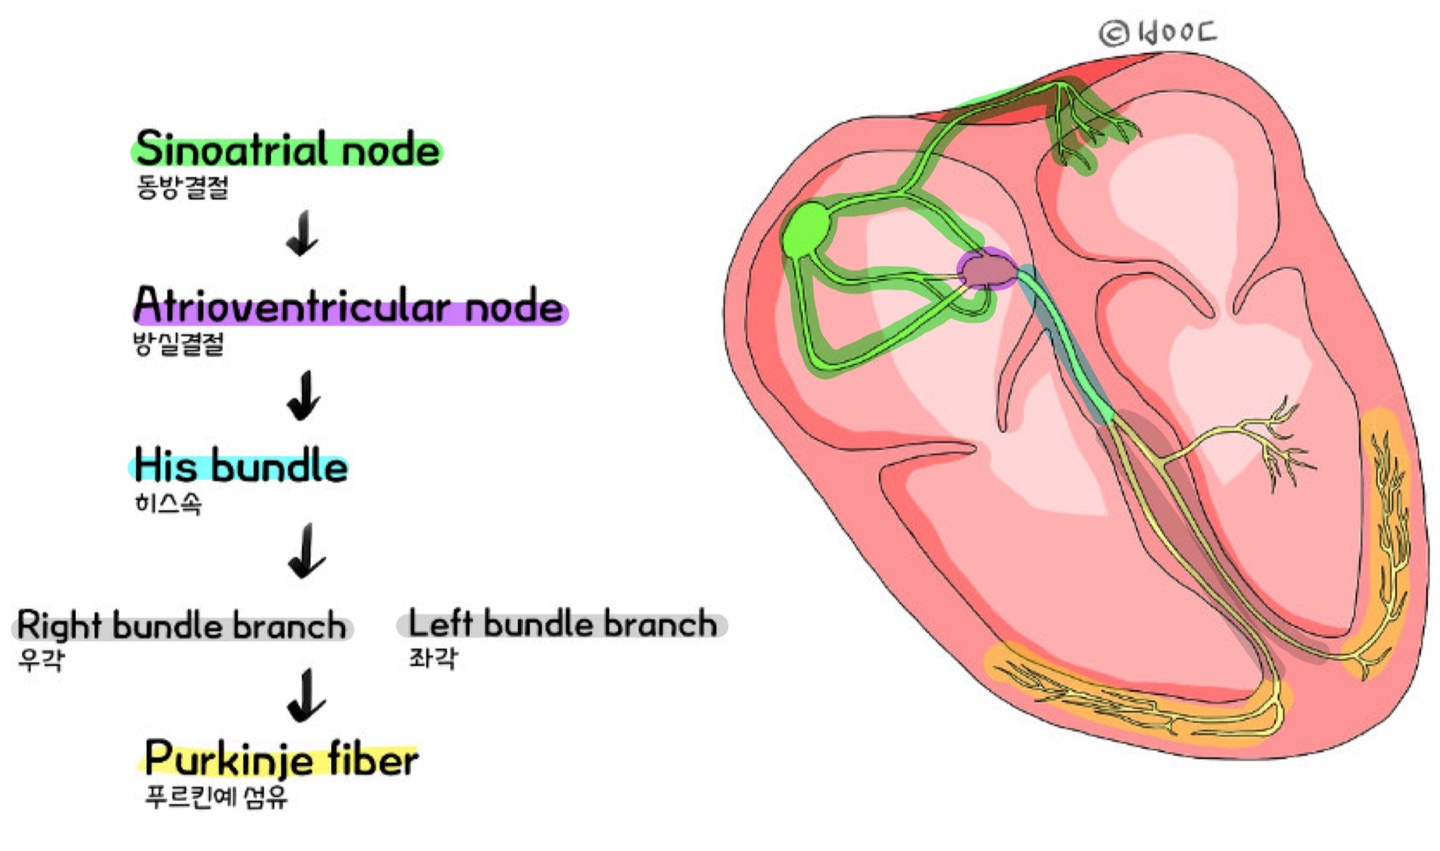 ©ԱOOC
Sinoatrial node
동방결절
Atrioventricular node
방실결절
His bundle
히스속
Right bundle branch
우각
Left bundle branch
좌각
Purkinje fiber
푸르킨예 섬유